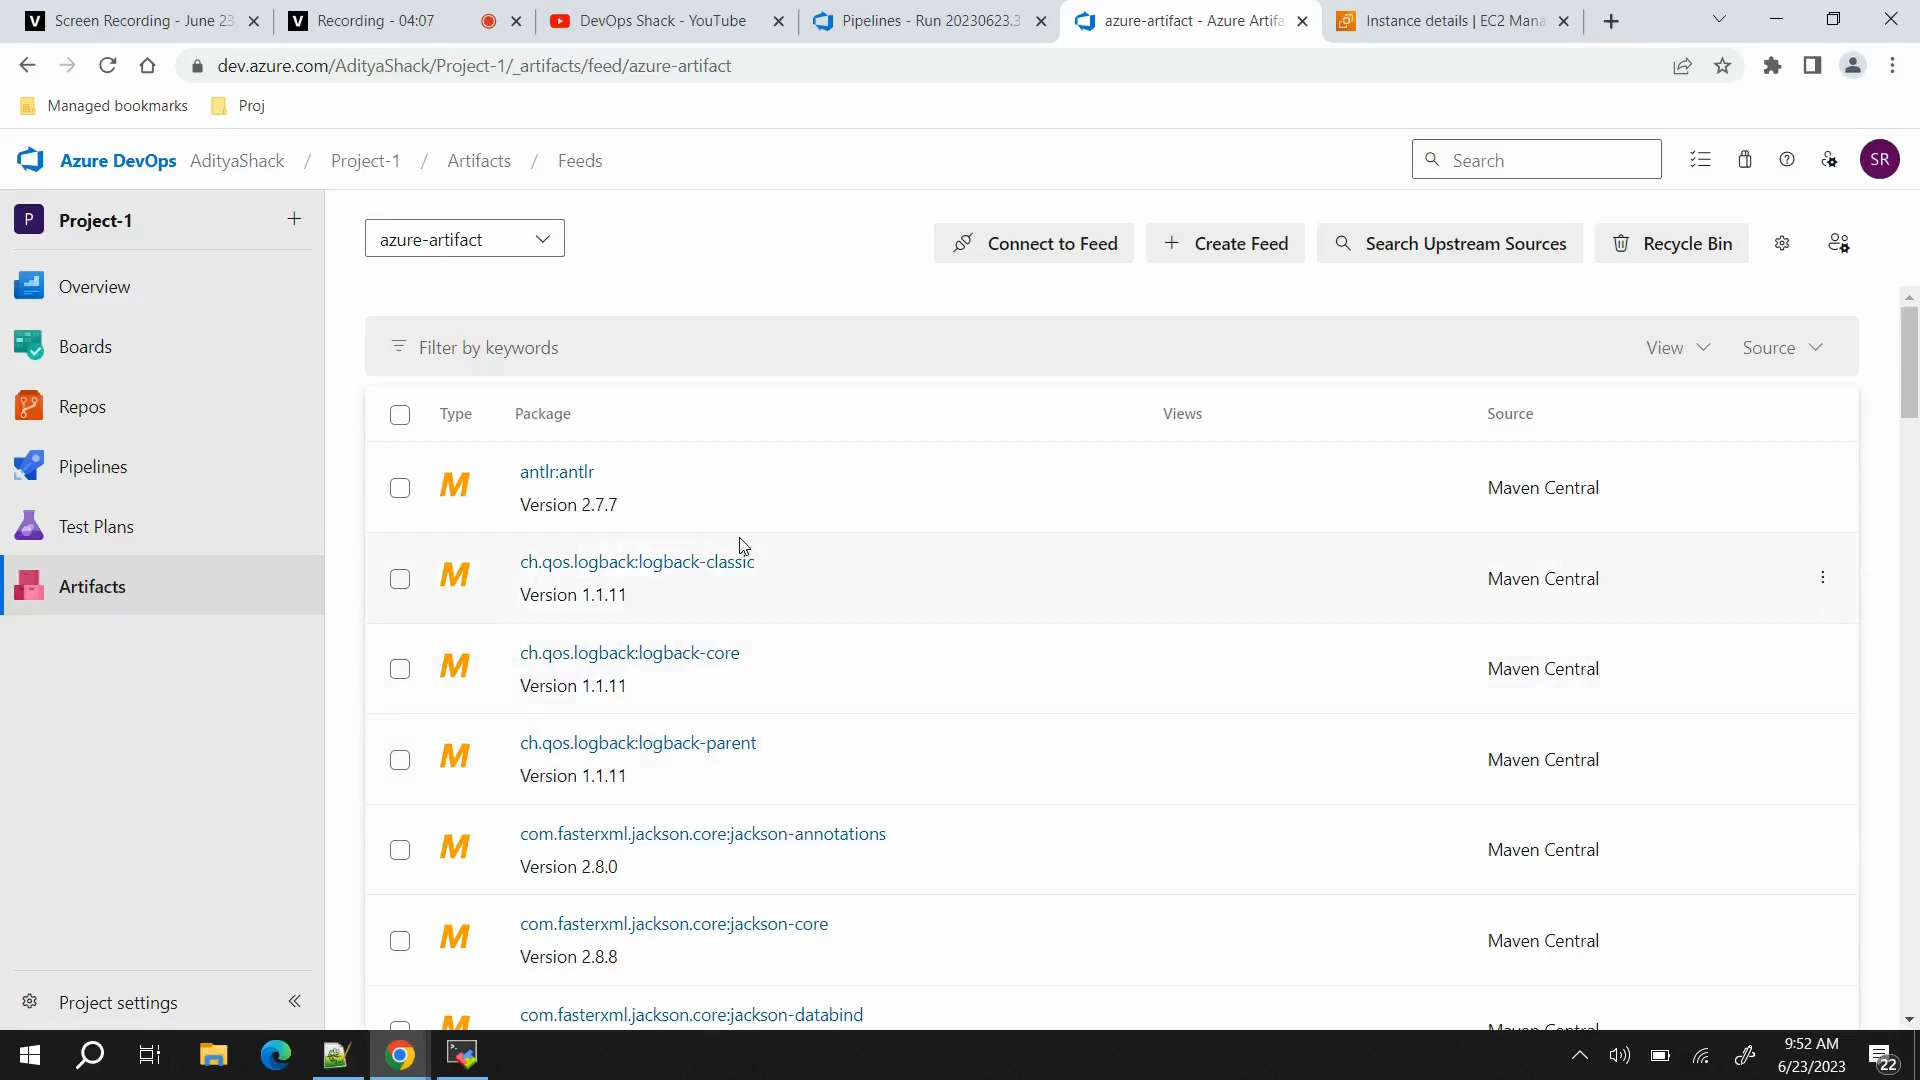 Screen Recording - June 23
Recording - 04:07
DevOps Shack - YouTube
Pipelines - Run 20230623.3
azure-artifact - Azure Artifa
Instance details | EC2 Mana
dev.azure.com/AdityaShack/Project-1/_artifacts/feed/azure-artifact
Managed bookmarks
Proj
Azure DevOps AdityaShack / Project-1 / Artifacts / Feeds
Search
SR
P Project-1
azure-artifact
Connect to Feed
Create Feed
Search Upstream Sources
Recycle Bin
Overview
Boards
Repos
Pipelines
Test Plans
Artifacts
Project settings
Filter by keywords
View
Source
Type Package Views Source
M antlr:antlr
Version 2.7.7
Maven Central
M ch.qos.logback:logback-classic
Version 1.1.11
Maven Central
M ch.qos.logback:logback-core
Version 1.1.11
Maven Central
M ch.qos.logback:logback-parent
Version 1.1.11
Maven Central
M com.fasterxml.jackson.core:jackson-annotations
Version 2.8.0
Maven Central
M com.fasterxml.jackson.core:jackson-core
Version 2.8.8
Maven Central
M com.fasterxml.jackson.core:jackson-databind
Maven Central
9:52 AM
6/23/2023
22